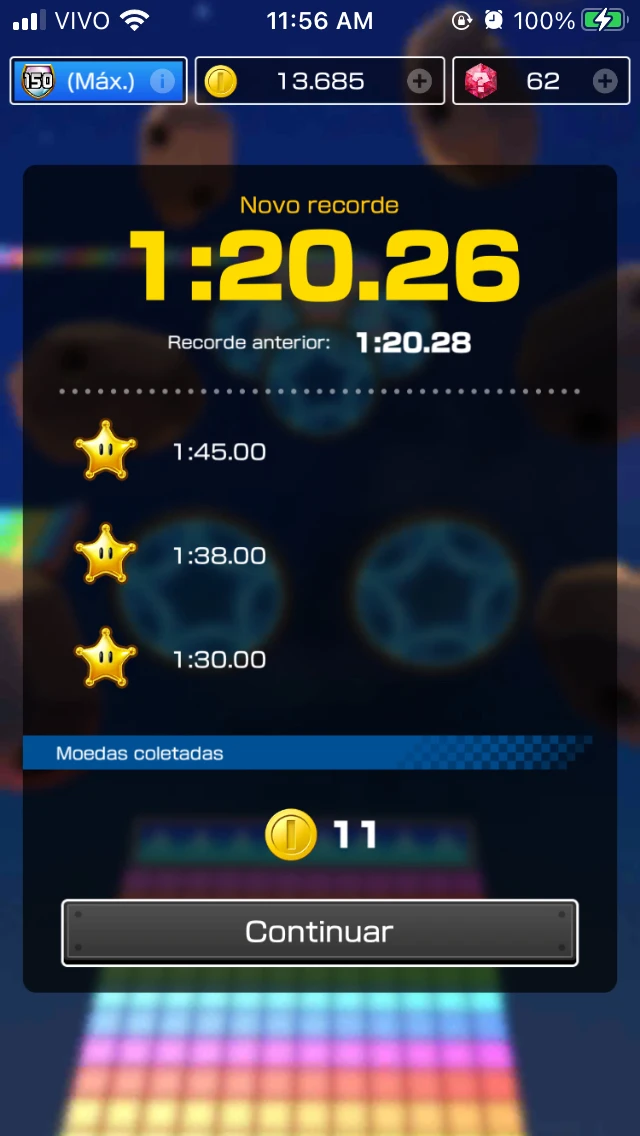 VIVO 11:56 AM 100%
150 (Máx.) i 13.685 + ? 62 +
Novo recorde
1:20.26
Recorde anterior: 1:20.28
1:45.00
1:38.00
1:30.00
Moedas coletadas
11
Continuar